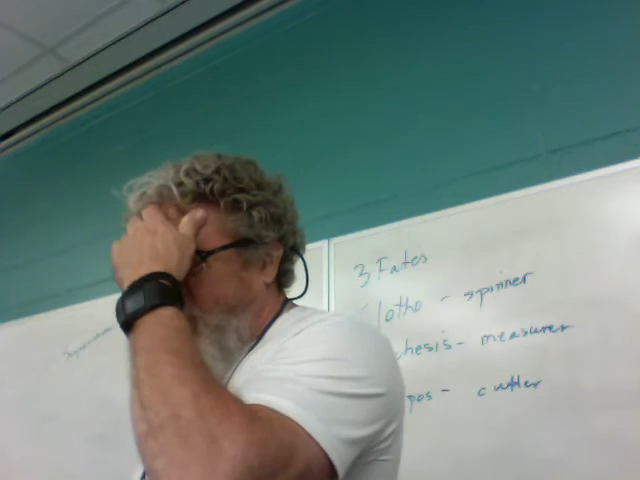 3 Fates
lotho - spinner
chesis - measurer
pos - cutter